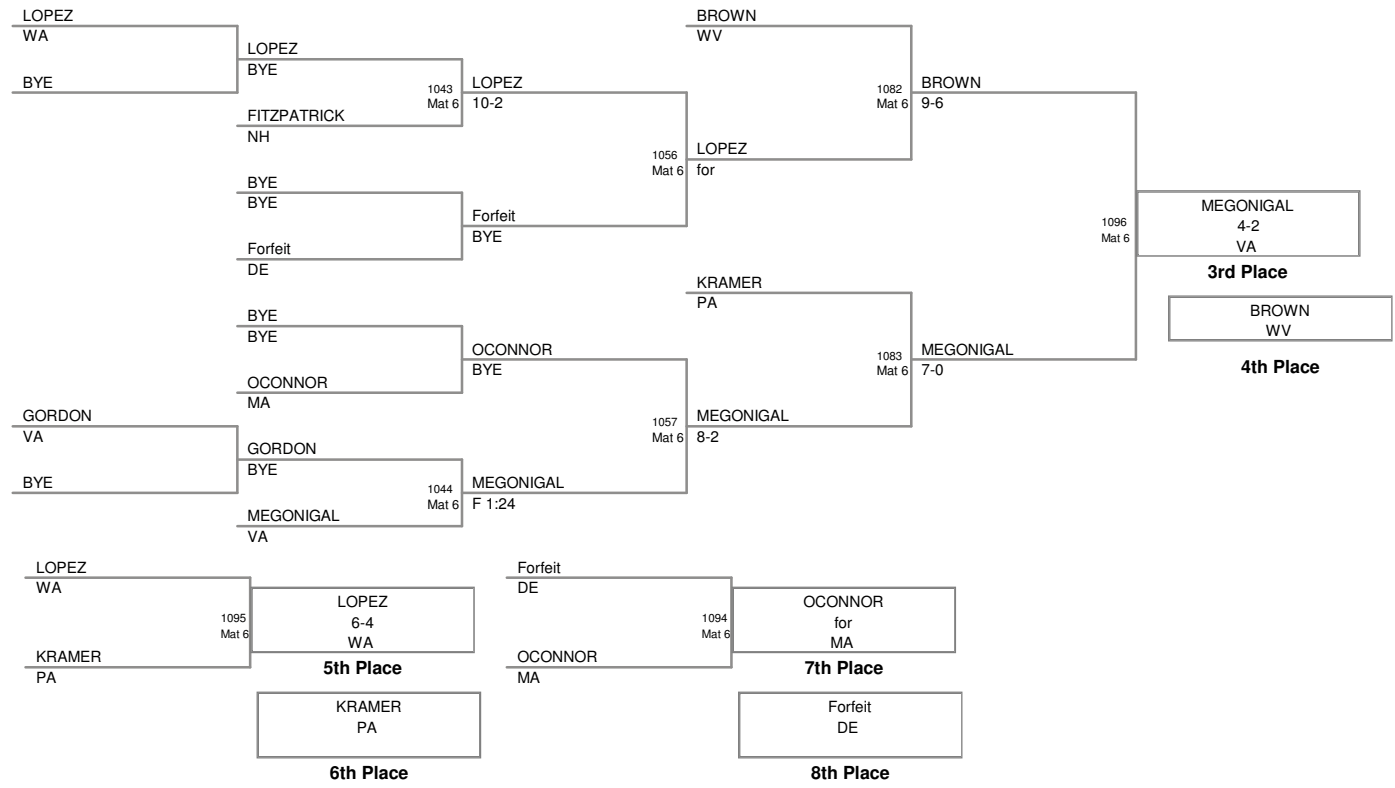 LOPEZ
WA
BYE
LOPEZ
BYE
FITZPATRICK
NH
1043
Mat 6
LOPEZ
10-2
BYE
BYE
Forfeit
DE
Forfeit
BYE
1056
Mat 6
LOPEZ
for
BROWN
WV
1082
Mat 6
BROWN
9-6
BYE
BYE
OCONNOR
MA
OCONNOR
BYE
GORDON
VA
BYE
GORDON
BYE
MEGONIGAL
VA
1044
Mat 6
MEGONIGAL
F 1:24
1057
Mat 6
MEGONIGAL
8-2
KRAMER
PA
1083
Mat 6
MEGONIGAL
7-0
1096
Mat 6
MEGONIGAL
4-2
VA
3rd Place
BROWN
WV
4th Place
LOPEZ
WA
KRAMER
PA
1095
Mat 6
LOPEZ
6-4
WA
5th Place
KRAMER
PA
6th Place
Forfeit
DE
OCONNOR
MA
1094
Mat 6
OCONNOR
for
MA
7th Place
Forfeit
DE
8th Place